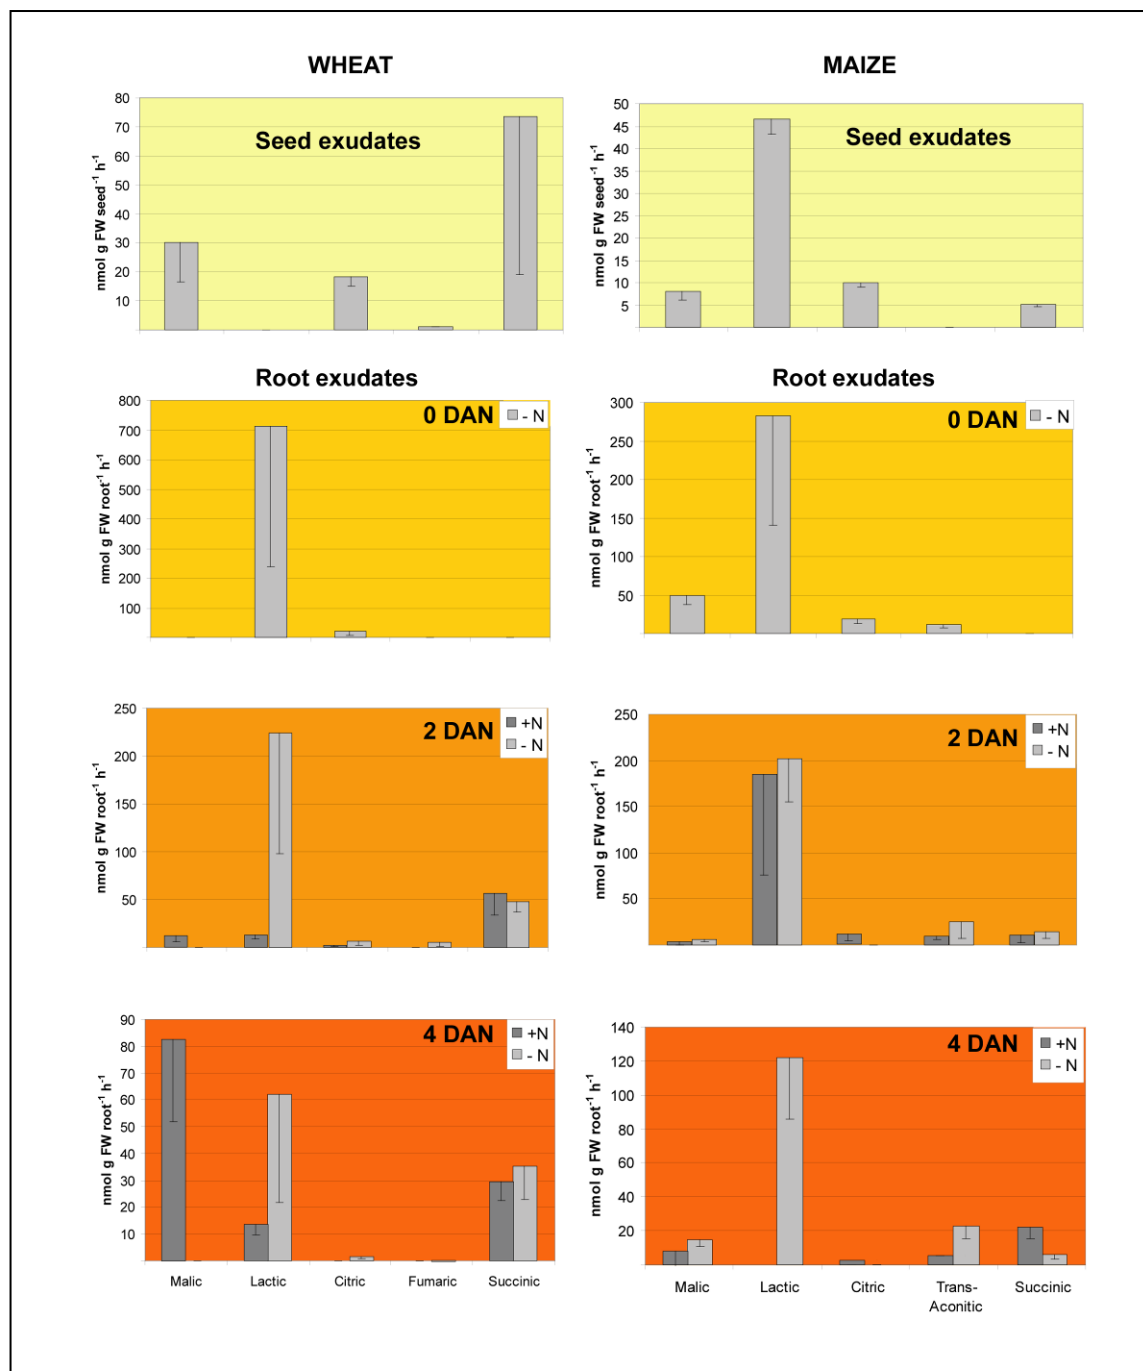 WHEAT
Seed exudates
nmol g FW seed-1 h-1
80
70
60
50
40
30
20
10
MAIZE
Seed exudates
nmol g FW seed-1 h-1
50
45
40
35
30
25
20
15
10
5
Root exudates
0 DAN
- N
nmol g FW root-1 h-1
800
700
600
500
400
300
200
100
Root exudates
0 DAN
- N
nmol g FW root-1 h-1
300
250
200
150
100
50
2 DAN
+N
- N
nmol g FW root-1 h-1
250
200
150
100
50
2 DAN
+N
- N
nmol g FW root-1 h-1
250
200
150
100
50
4 DAN
+N
- N
nmol g FW root-1 h-1
90
80
70
60
50
40
30
20
10
Malic Lactic Citric Fumaric Succinic
4 DAN
+N
- N
nmol g FW root-1 h-1
140
120
100
80
60
40
20
Malic Lactic Citric Trans- Succinic
Aconitic